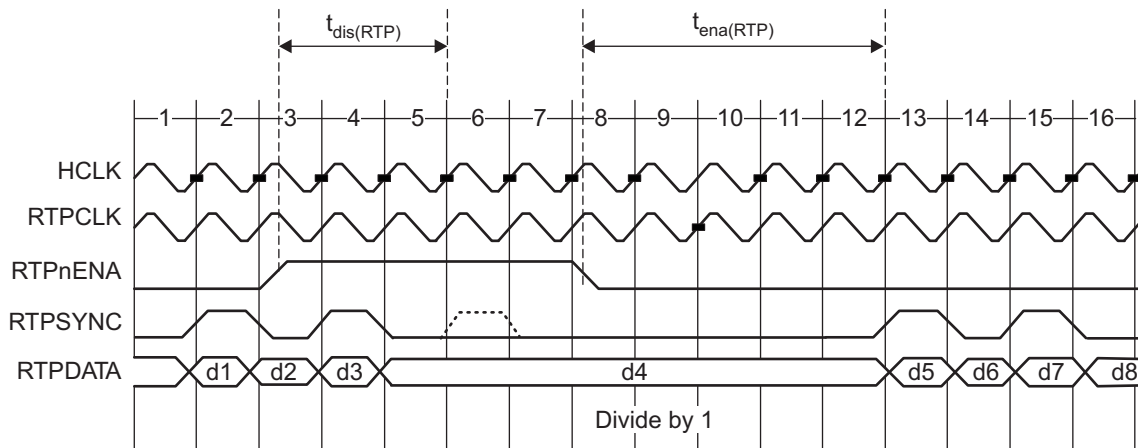 tdis(RTP) tena(RTP)
1 2 3 4 5 6 7 8 9 10 11 12 13 14 15 16
HCLK
RTPCLK
RTPnENA
RTPSYNC
RTPDATA d1 d2 d3 d4 d5 d6 d7 d8
Divide by 1